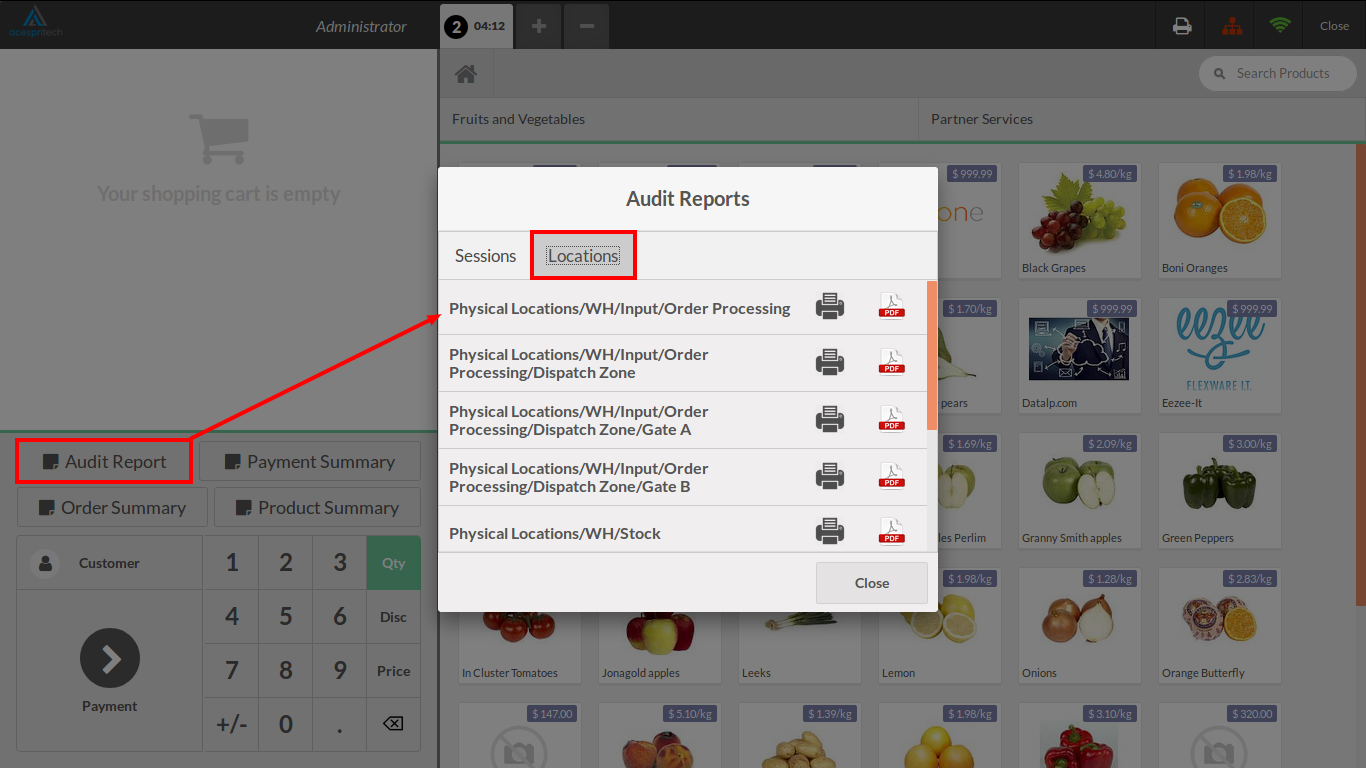 acespritech
Administrator
2 04:12
Close
Search Products
Fruits and Vegetables
Partner Services
Your shopping cart is empty
$ 999.99
one
$ 4.80/kg
Black Grapes
$ 1.98/kg
Boni Oranges
Audit Reports
Sessions
Locations
Physical Locations/WH/Input/Order Processing
PDF
Physical Locations/WH/Input/Order
Processing/Dispatch Zone
PDF
Physical Locations/WH/Input/Order
Processing/Dispatch Zone/Gate A
PDF
Physical Locations/WH/Input/Order
Processing/Dispatch Zone/Gate B
PDF
Physical Locations/WH/Stock
PDF
Close
$ 1.70/kg
pears
$ 999.99
Datalp.com
$ 999.99
eezee
FLEXWARE I.T.
Eezee-It
$ 1.69/kg
les Perlim
$ 2.09/kg
Granny Smith apples
$ 3.00/kg
Green Peppers
In Cluster Tomatoes
Jonagold apples
Leeks
$ 1.98/kg
Lemon
$ 1.28/kg
Onions
$ 2.83/kg
Orange Butterfly
$ 147.00
$ 5.10/kg
$ 1.39/kg
$ 1.98/kg
$ 3.10/kg
$ 320.00
Audit Report
Payment Summary
Order Summary
Product Summary
Customer
1 2 3 Qty
4 5 6 Disc
7 8 9 Price
+/- 0 .
Payment